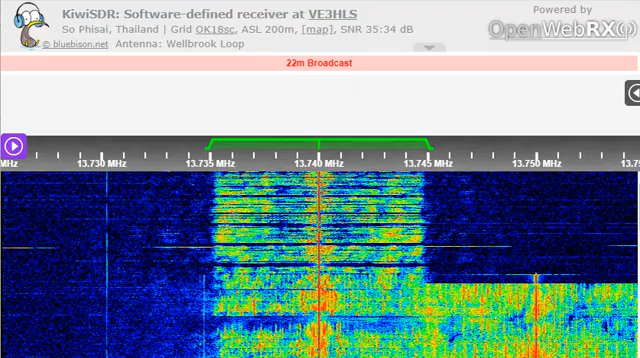 KiwiSDR: Software-defined receiver at VE3HLS
Powered by
So Phisai, Thailand | Grid OK18sc, ASL 200m, [map], SNR 35:34 dB
OpenWebRX
© bluebison.net Antenna: Wellbrook Loop
22m Broadcast
MHz 13.730 MHz 13.735 MHz 13.740 MHz 13.745 MHz 13.750 MHz 13.75